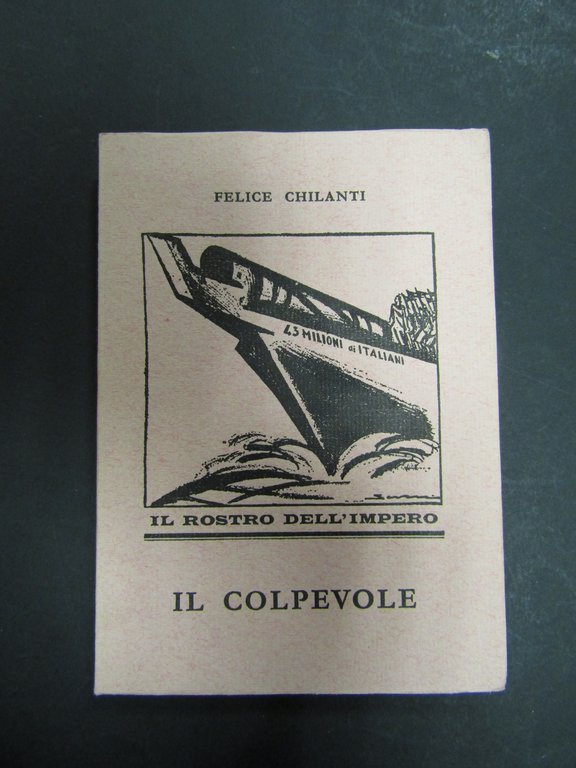 FELICE CHILANTI
43 MILIONI di ITALIANI
IL ROSTRO DELL'IMPERO
IL COLPEVOLE